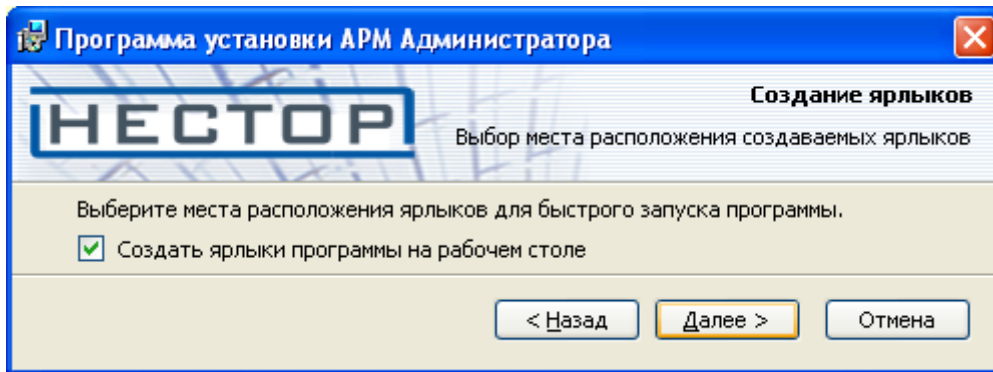 Программа установки АРМ Администратора
НЕСТОР
Создание ярлыков
Выбор места расположения создаваемых ярлыков
Выберите места расположения ярлыков для быстрого запуска программы.
Создать ярлыки программы на рабочем столе
< Назад
Далее >
Отмена